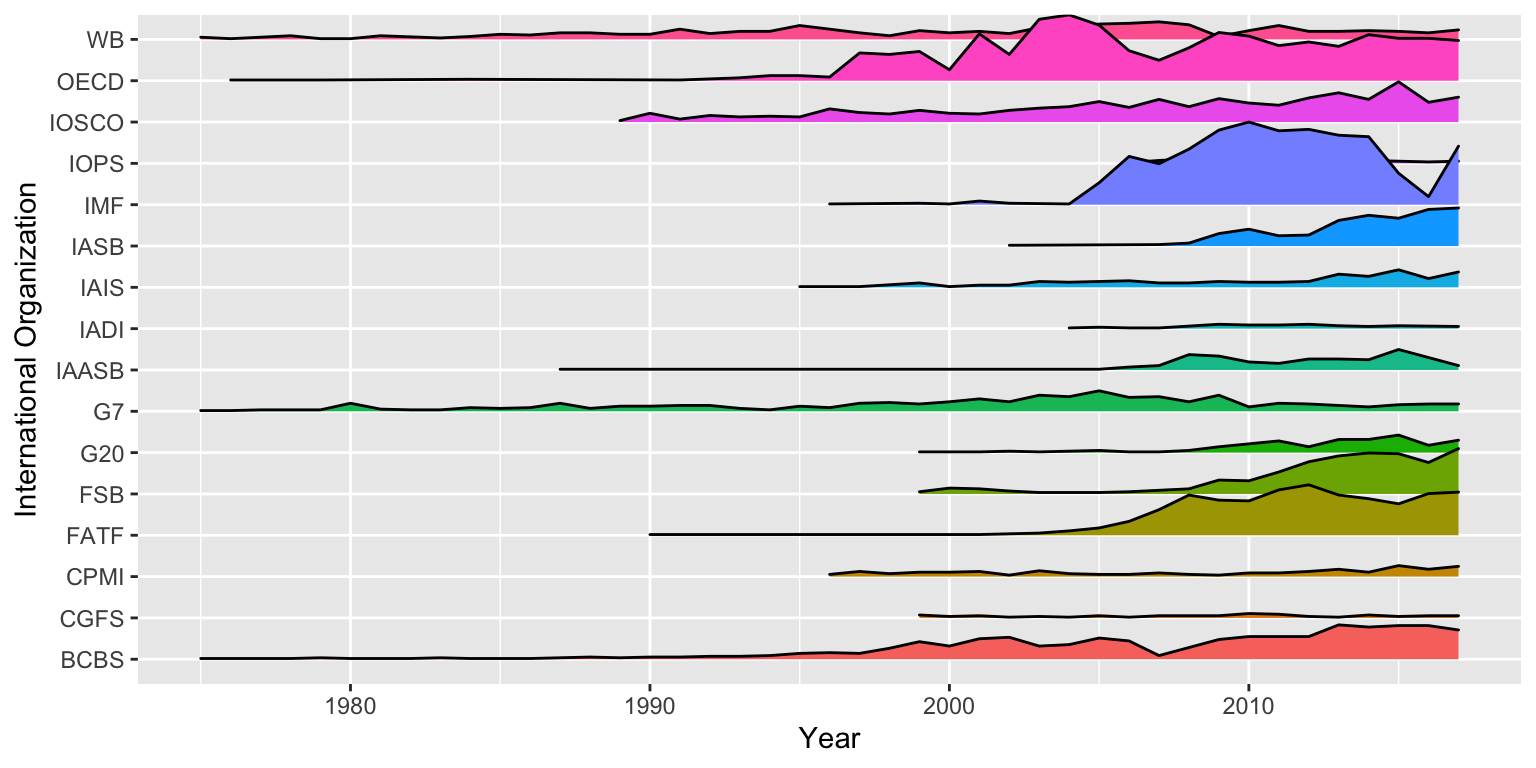 WB
OECD
IOSCO
IOPS
IMF
IASB
IAIS
IADI
IAASB
G7
G20
FSB
FATF
CPMI
CGFS
BCBS
International Organization
1980 1990 2000 2010
Year